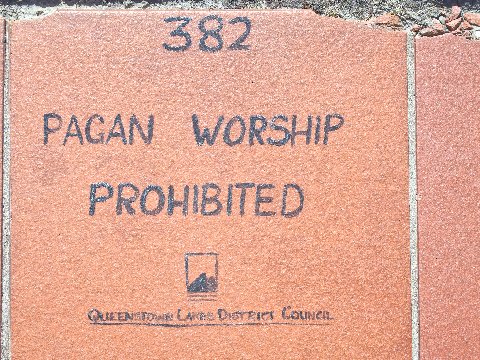 382
PAGAN WORSHIP
PROHIBITED
QUEENSTOWN LAKES DISTRICT COUNCIL